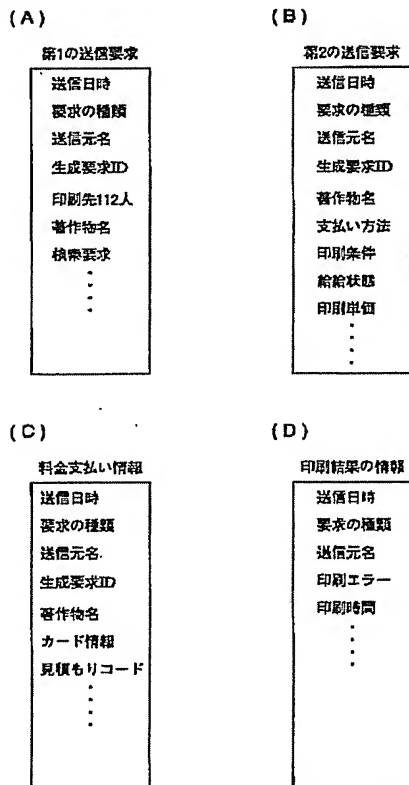 (A)
第1の送信要求
送信日時
要求の種類
送信元名
生成要求ID
印刷先112人
著作物名
検索要求
(B)
第2の送信要求
送信日時
要求の種類
送信元名
生成要求ID
著作物名
支払い方法
印刷条件
給給状態
印刷単価
(C)
料金支払い情報
送信日時
要求の種類
送信元名
生成要求ID
著作物名
カード情報
見積もりコード
(D)
印刷結果の情報
送信日時
要求の種類
送信元名
印刷エラー
印刷時間